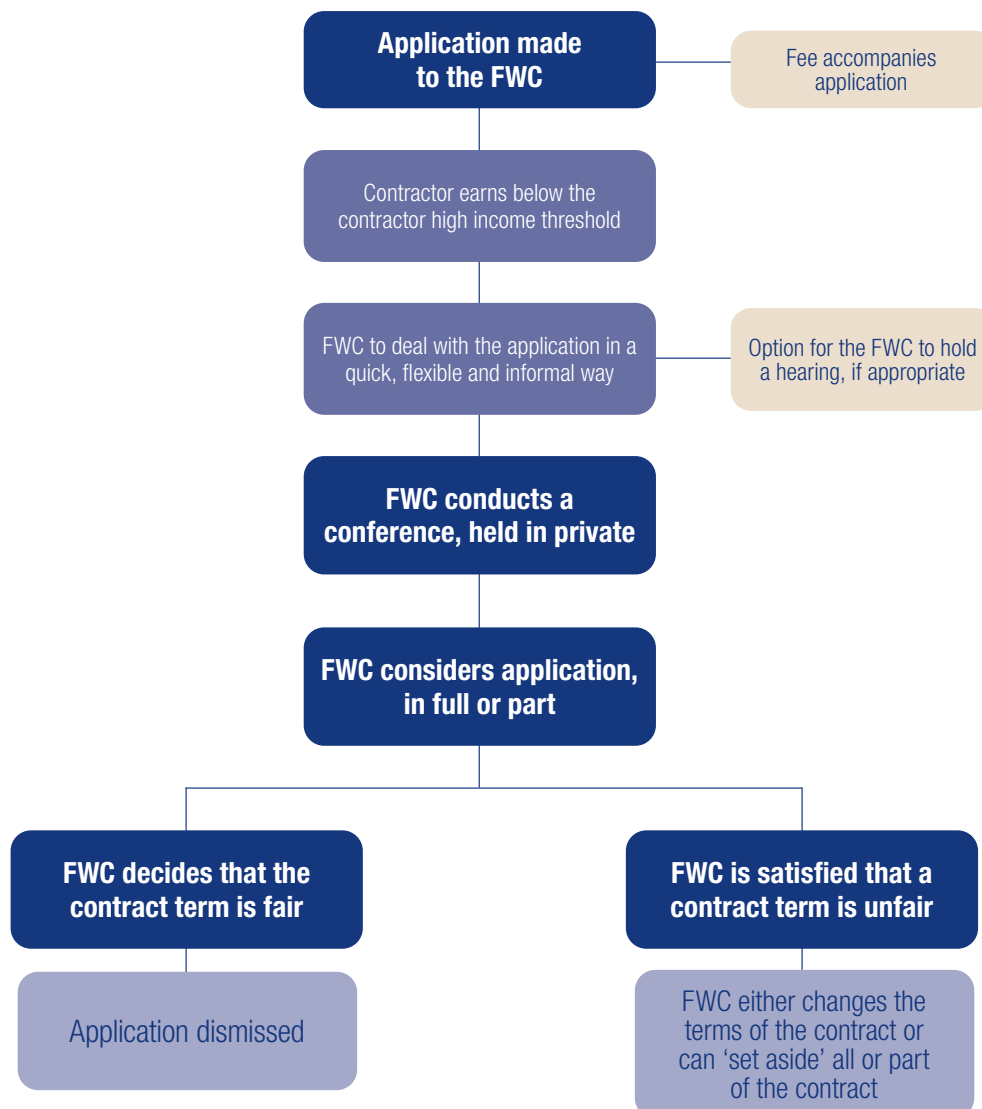 Application made
to the FWC
Fee accompanies
application
Contractor earns below the
contractor high income threshold
FWC to deal with the application in a
quick, flexible and informal way
Option for the FWC to hold
a hearing, if appropriate
FWC conducts a
conference, held in private
FWC considers application,
in full or part
FWC decides that the
contract term is fair
FWC is satisfied that a
contract term is unfair
Application dismissed
FWC either changes the
terms of the contract or
can ‘set aside’ all or part
of the contract